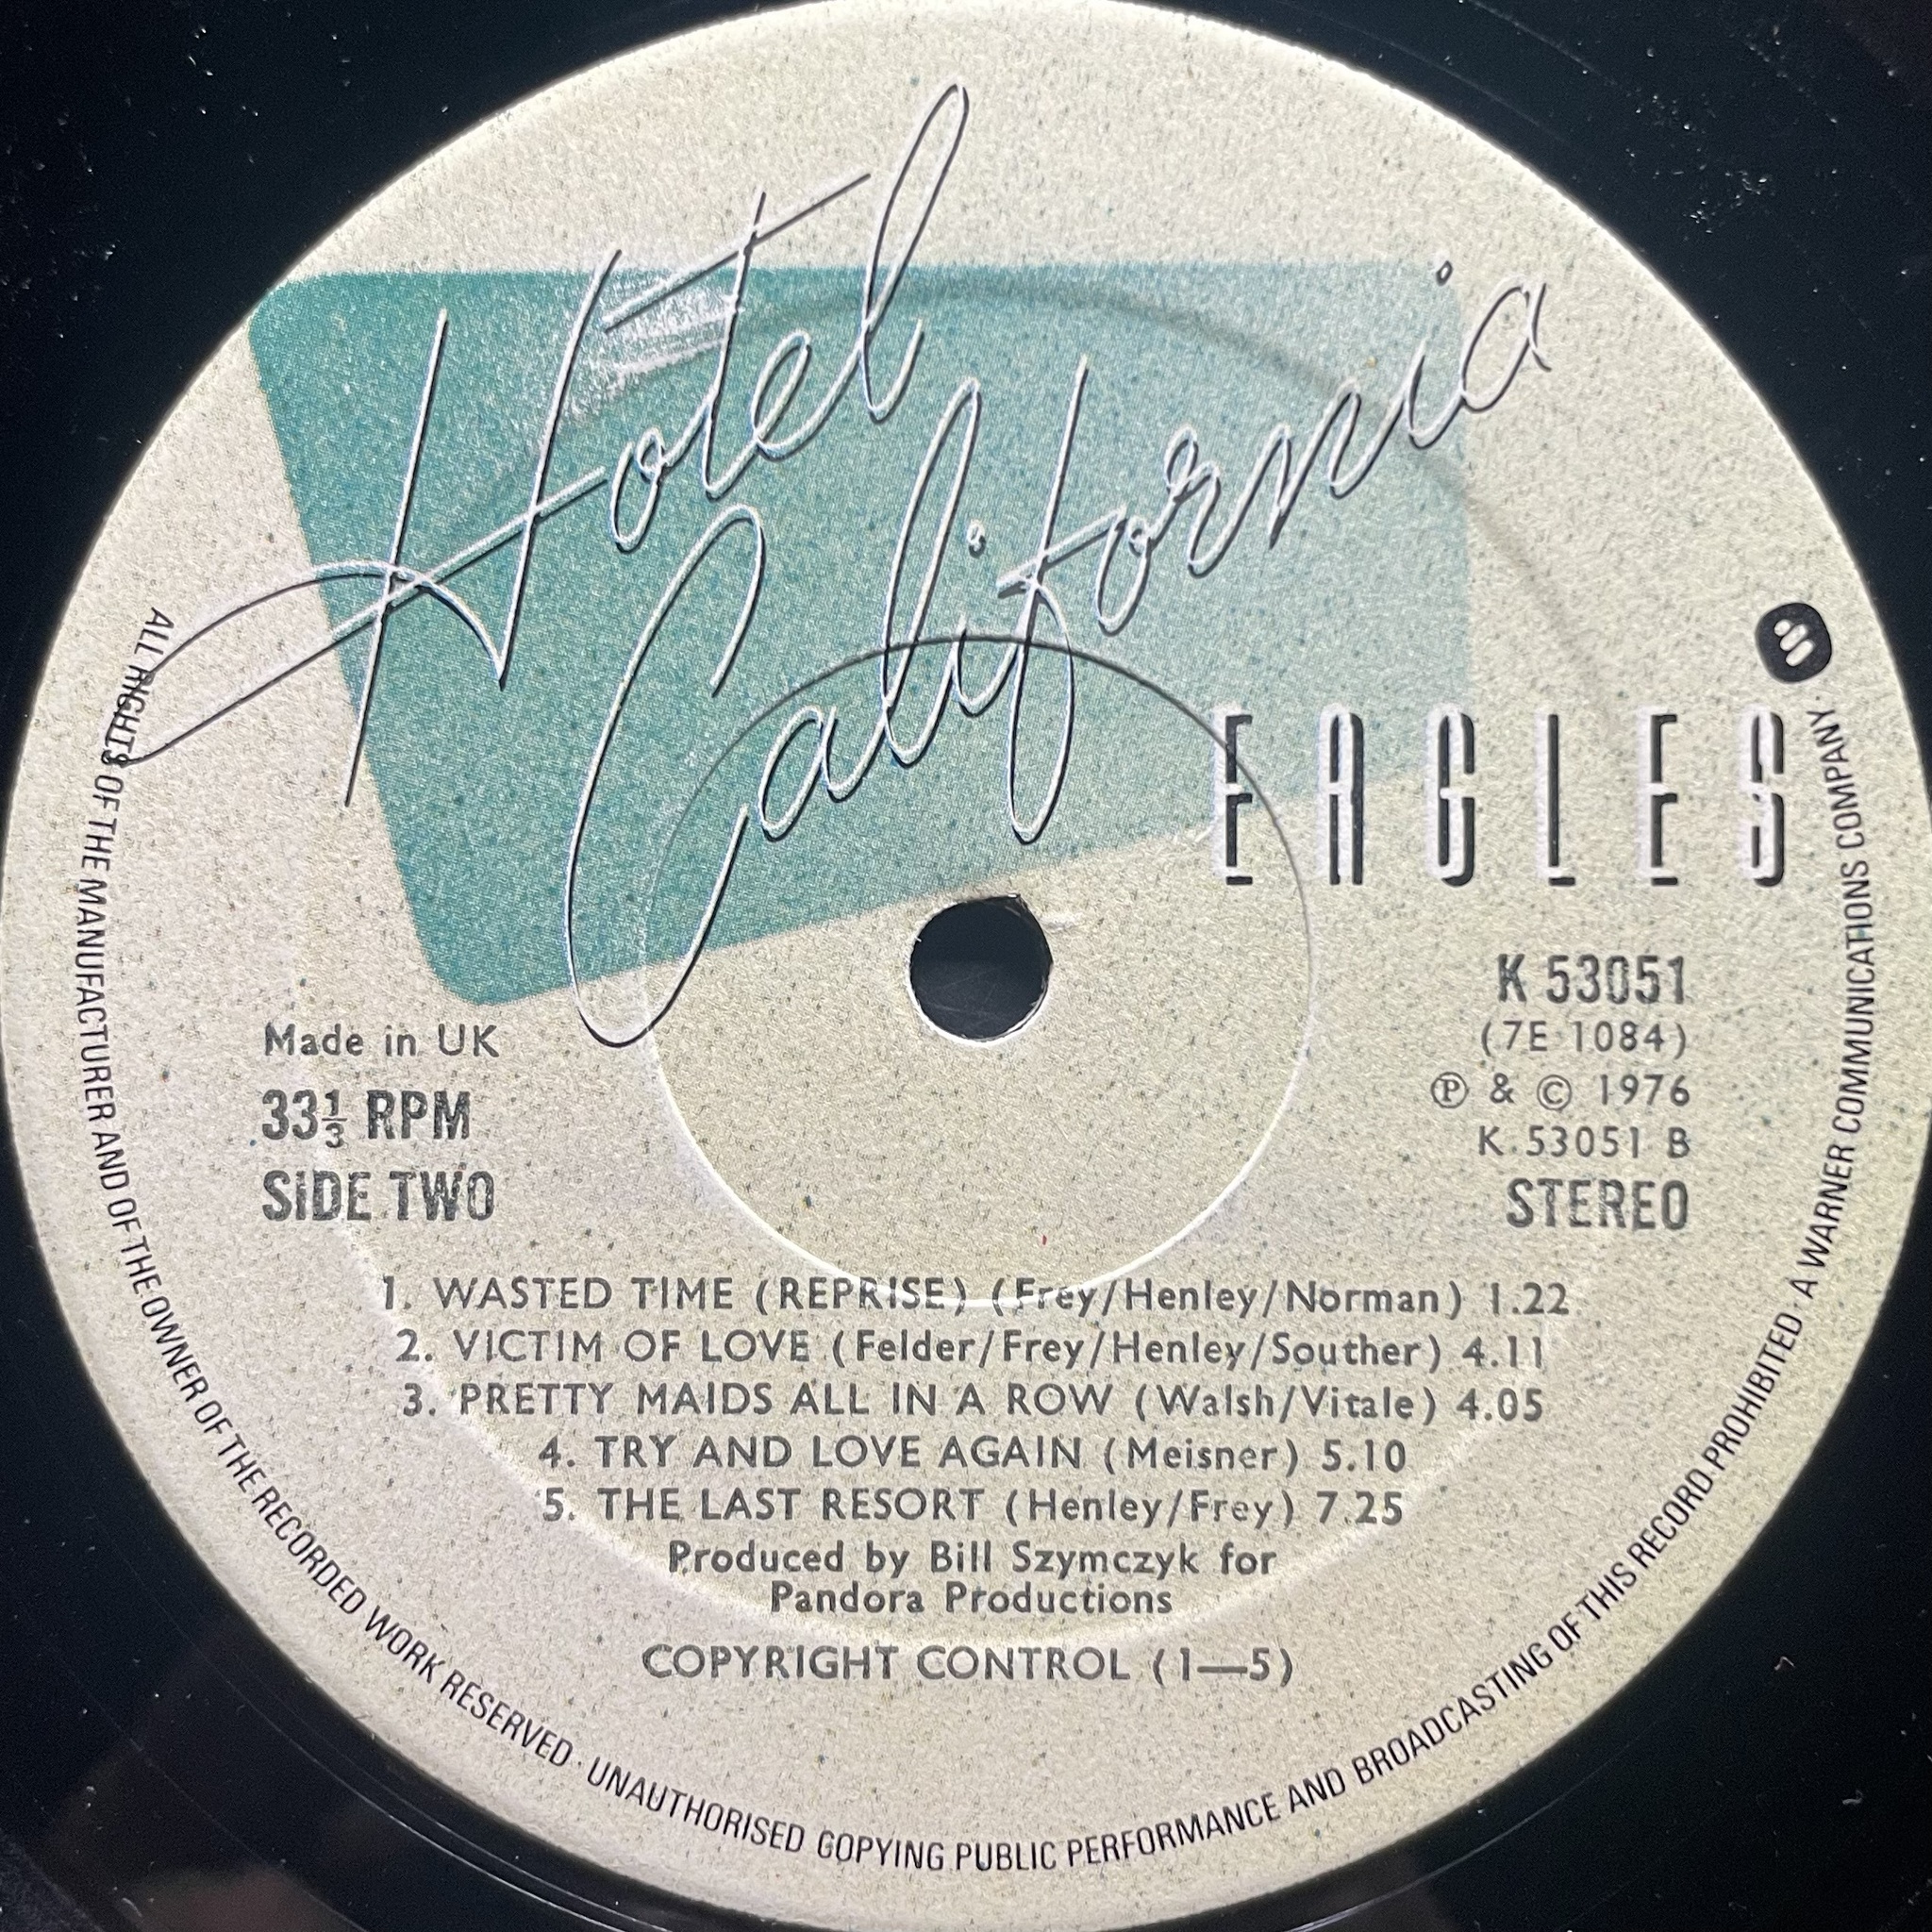 Hotel
California
EAGLES
K 53051
(7E 1084)
Ⓟ & © 1976
K 53051 B
STEREO
Made in UK
33⅓ RPM
SIDE TWO
1. WASTED TIME (REPRISE) (Frey/Henley/Norman) 1.22
2. VICTIM OF LOVE (Felder/Frey/Henley/Souther) 4.11
3. PRETTY MAIDS ALL IN A ROW (Walsh/Vitale) 4.05
4. TRY AND LOVE AGAIN (Meisner) 5.10
5. THE LAST RESORT (Henley/Frey) 7.25
Produced by Bill Szymczyk for
Pandora Productions
COPYRIGHT CONTROL (1—5)
ALL RIGHTS OF THE MANUFACTURER AND OF THE OWNER OF THE RECORDED WORK RESERVED · UNAUTHORISED COPYING PUBLIC PERFORMANCE AND BROADCASTING OF THIS RECORD PROHIBITED · A WARNER COMMUNICATIONS COMPANY ·